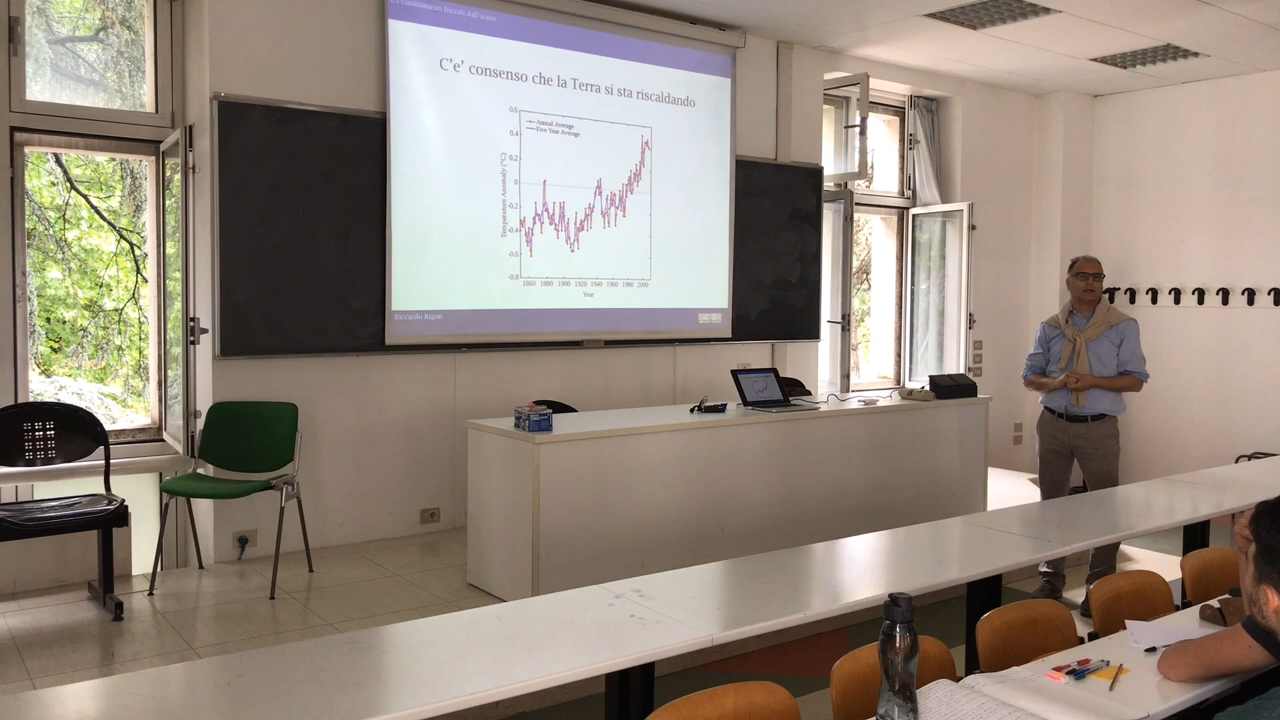 C'e' consenso che la Terra si sta riscaldando
0.6
Annual Average
Five Year Average
0.4
0.2
0
-0.4
-0.6
-0.8
Temperature Anomaly (°C)
1860 1880 1900 1920 1940 1960 1980 2000
Year
Riccardo Rigon